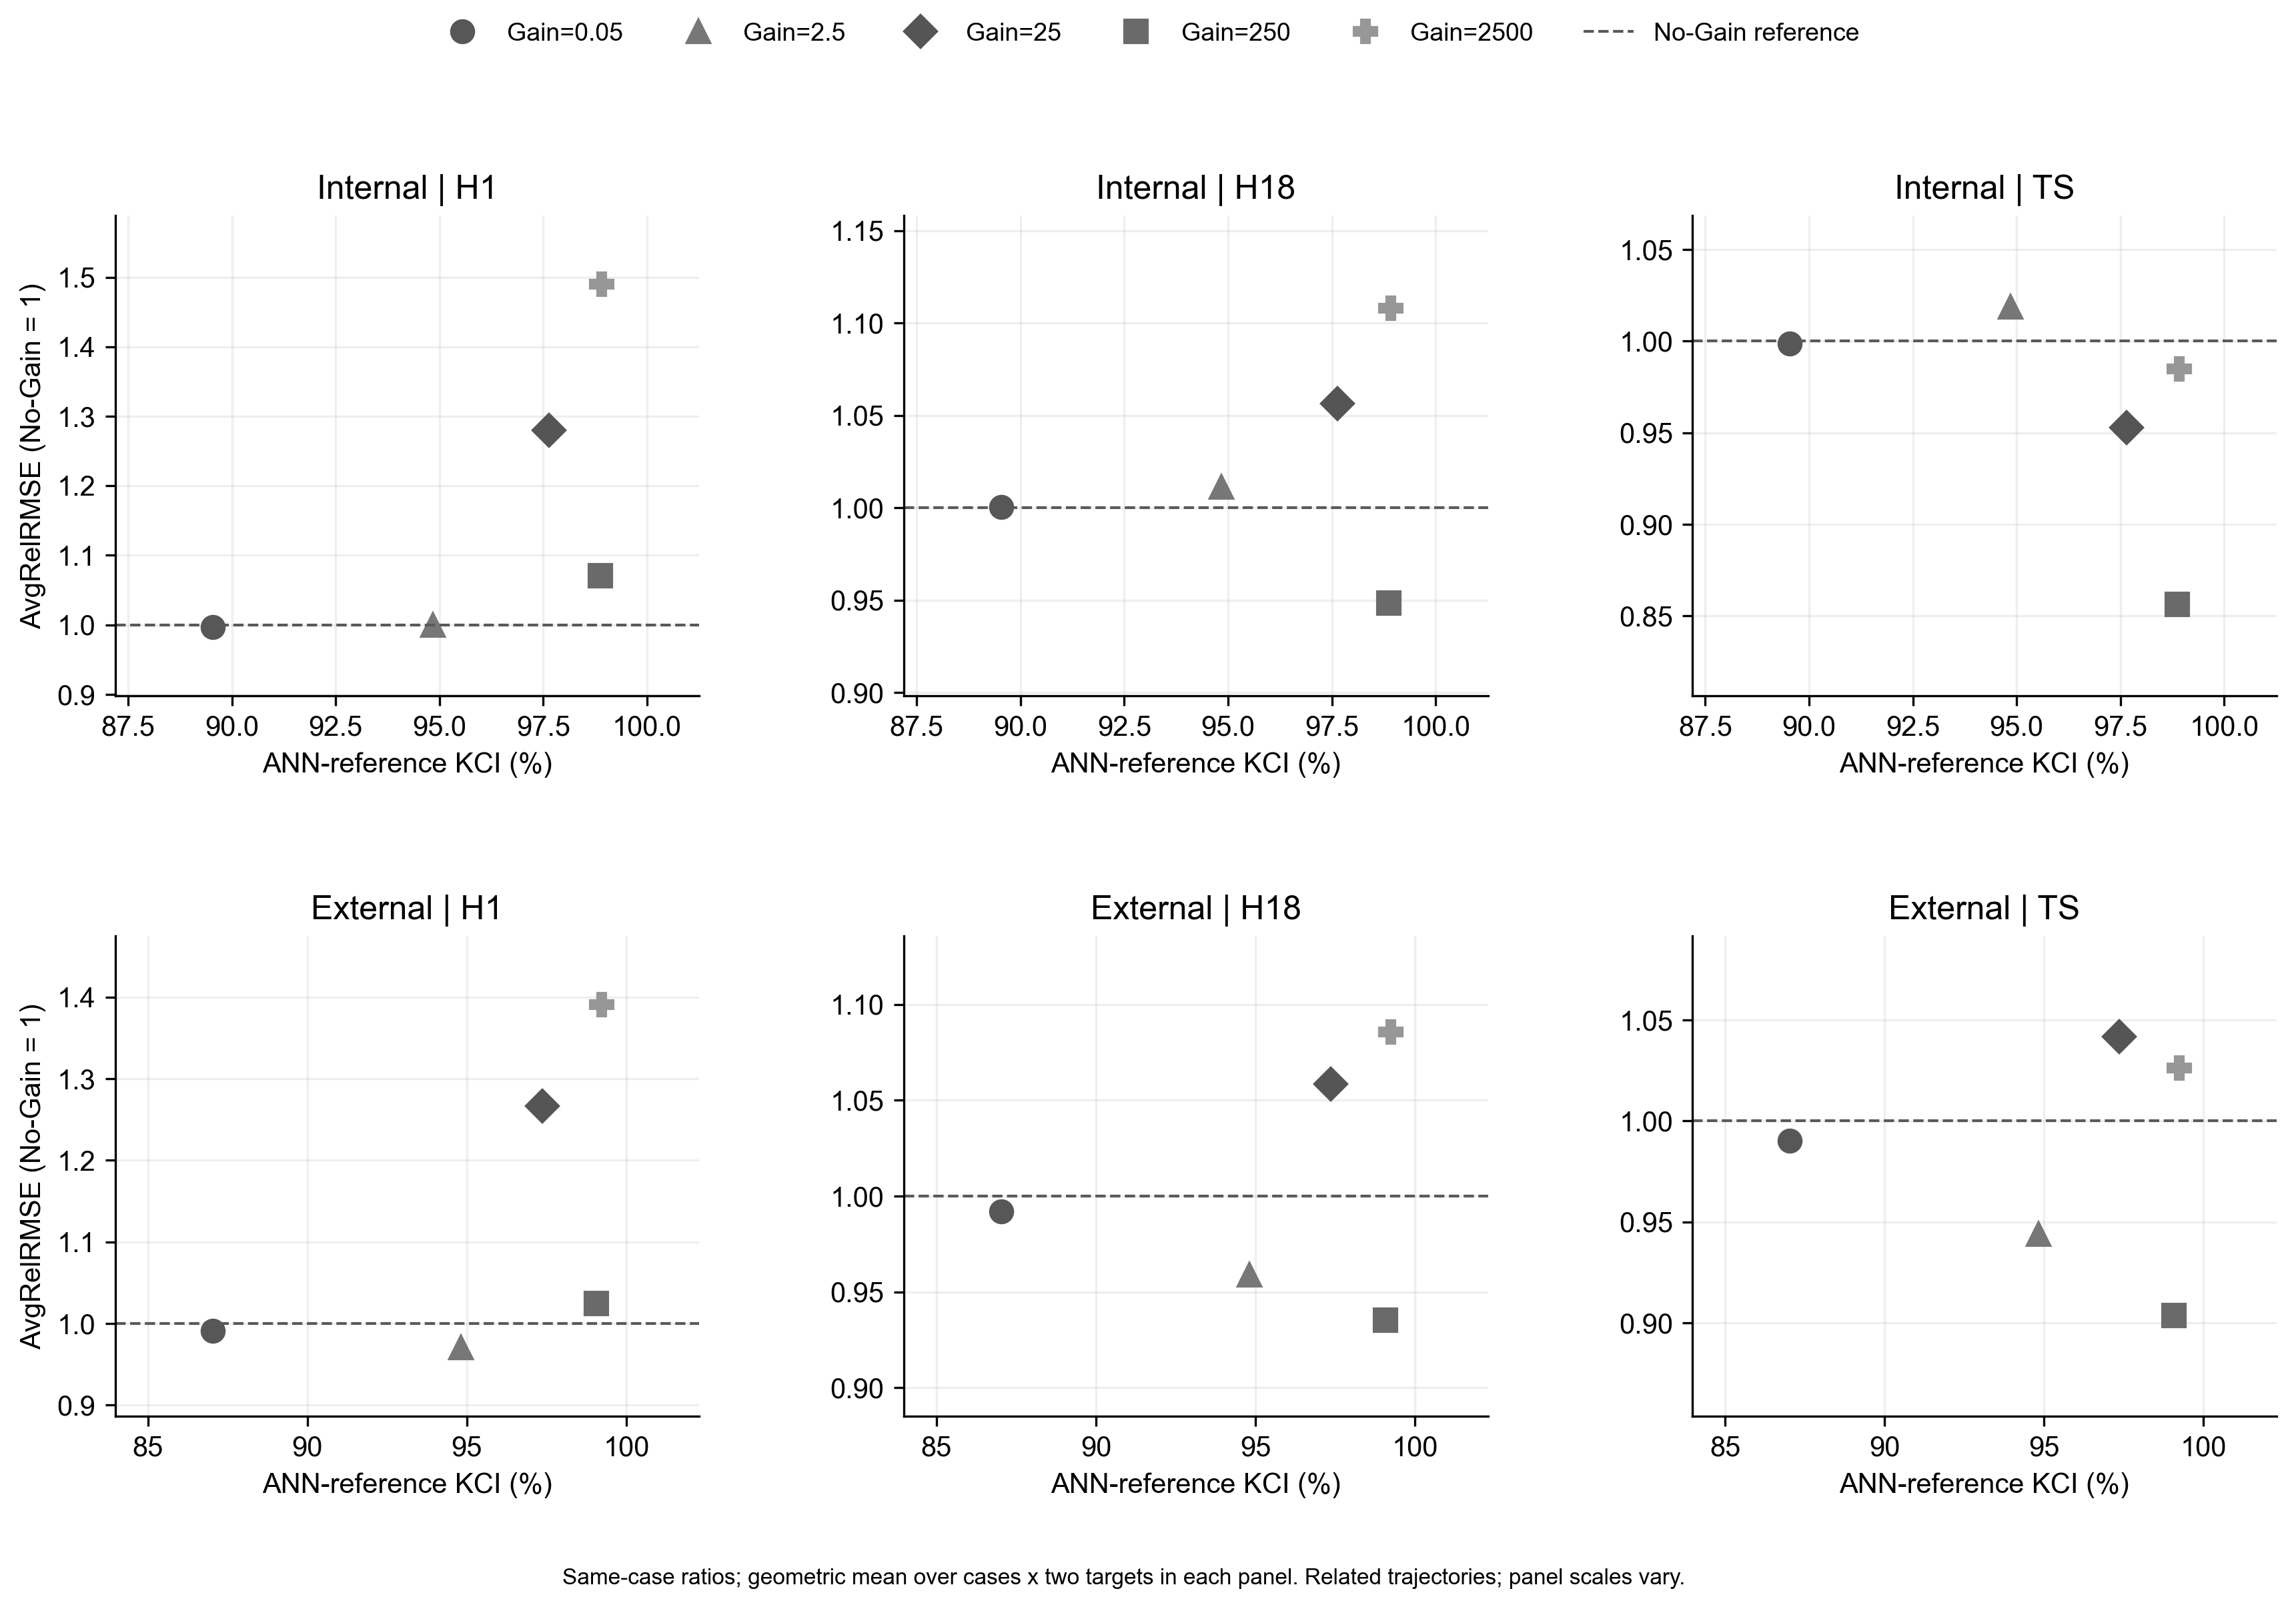 Gain=0.05 Gain=2.5 Gain=25 Gain=250 Gain=2500 No-Gain reference
Internal | H1
AvgRelRMSE (No-Gain = 1)
1.5
1.4
1.3
1.2
1.1
1.0
0.9
87.5 90.0 92.5 95.0 97.5 100.0
ANN-reference KCI (%)
Internal | H18
1.15
1.10
1.05
1.00
0.95
0.90
87.5 90.0 92.5 95.0 97.5 100.0
ANN-reference KCI (%)
Internal | TS
1.05
1.00
0.95
0.90
0.85
87.5 90.0 92.5 95.0 97.5 100.0
ANN-reference KCI (%)
External | H1
AvgRelRMSE (No-Gain = 1)
1.4
1.3
1.2
1.1
1.0
0.9
85 90 95 100
ANN-reference KCI (%)
External | H18
1.10
1.05
1.00
0.95
0.90
85 90 95 100
ANN-reference KCI (%)
External | TS
1.05
1.00
0.95
0.90
85 90 95 100
ANN-reference KCI (%)
Same-case ratios; geometric mean over cases x two targets in each panel. Related trajectories; panel scales vary.